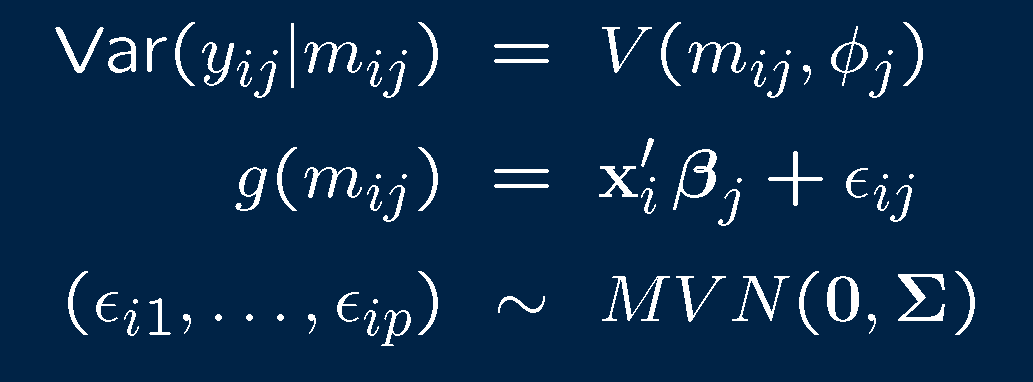 Var(y_{ij}|m_{ij}) = V(m_{ij}, ϕ_j)
g(m_{ij}) = 𝐱′_i 𝜷_j + ϵ_{ij}
(ϵ_{i1}, . . . , ϵ_{ip}) ∼ MVN(𝟎, 𝚺)